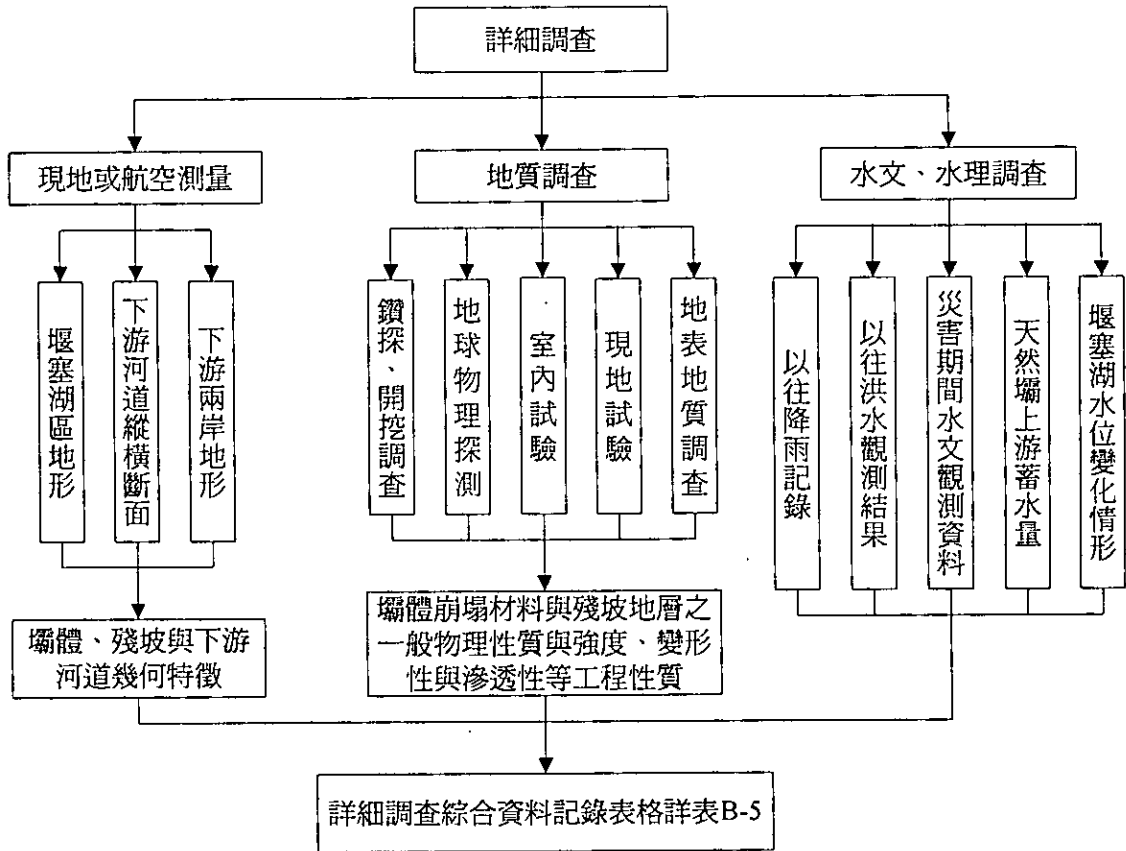 詳細調查
現地或航空測量
地質調查
水文、水理調查
堰塞湖區地形
下游河道縱橫斷面
下游兩岸地形
鑽探、開挖調查
地球物理探測
室內試驗
現地試驗
地表地質調查
以往降雨記錄
以往洪水觀測結果
災害期間水文觀測資料
天然壩上游蓄水量
堰塞湖水位變化情形
壩體、殘坡與下游
河道幾何特徵
壩體崩塌材料與殘坡地層之
一般物理性質與強度、變形
性與滲透性等工程性質
詳細調查綜合資料記錄表格詳表B-5